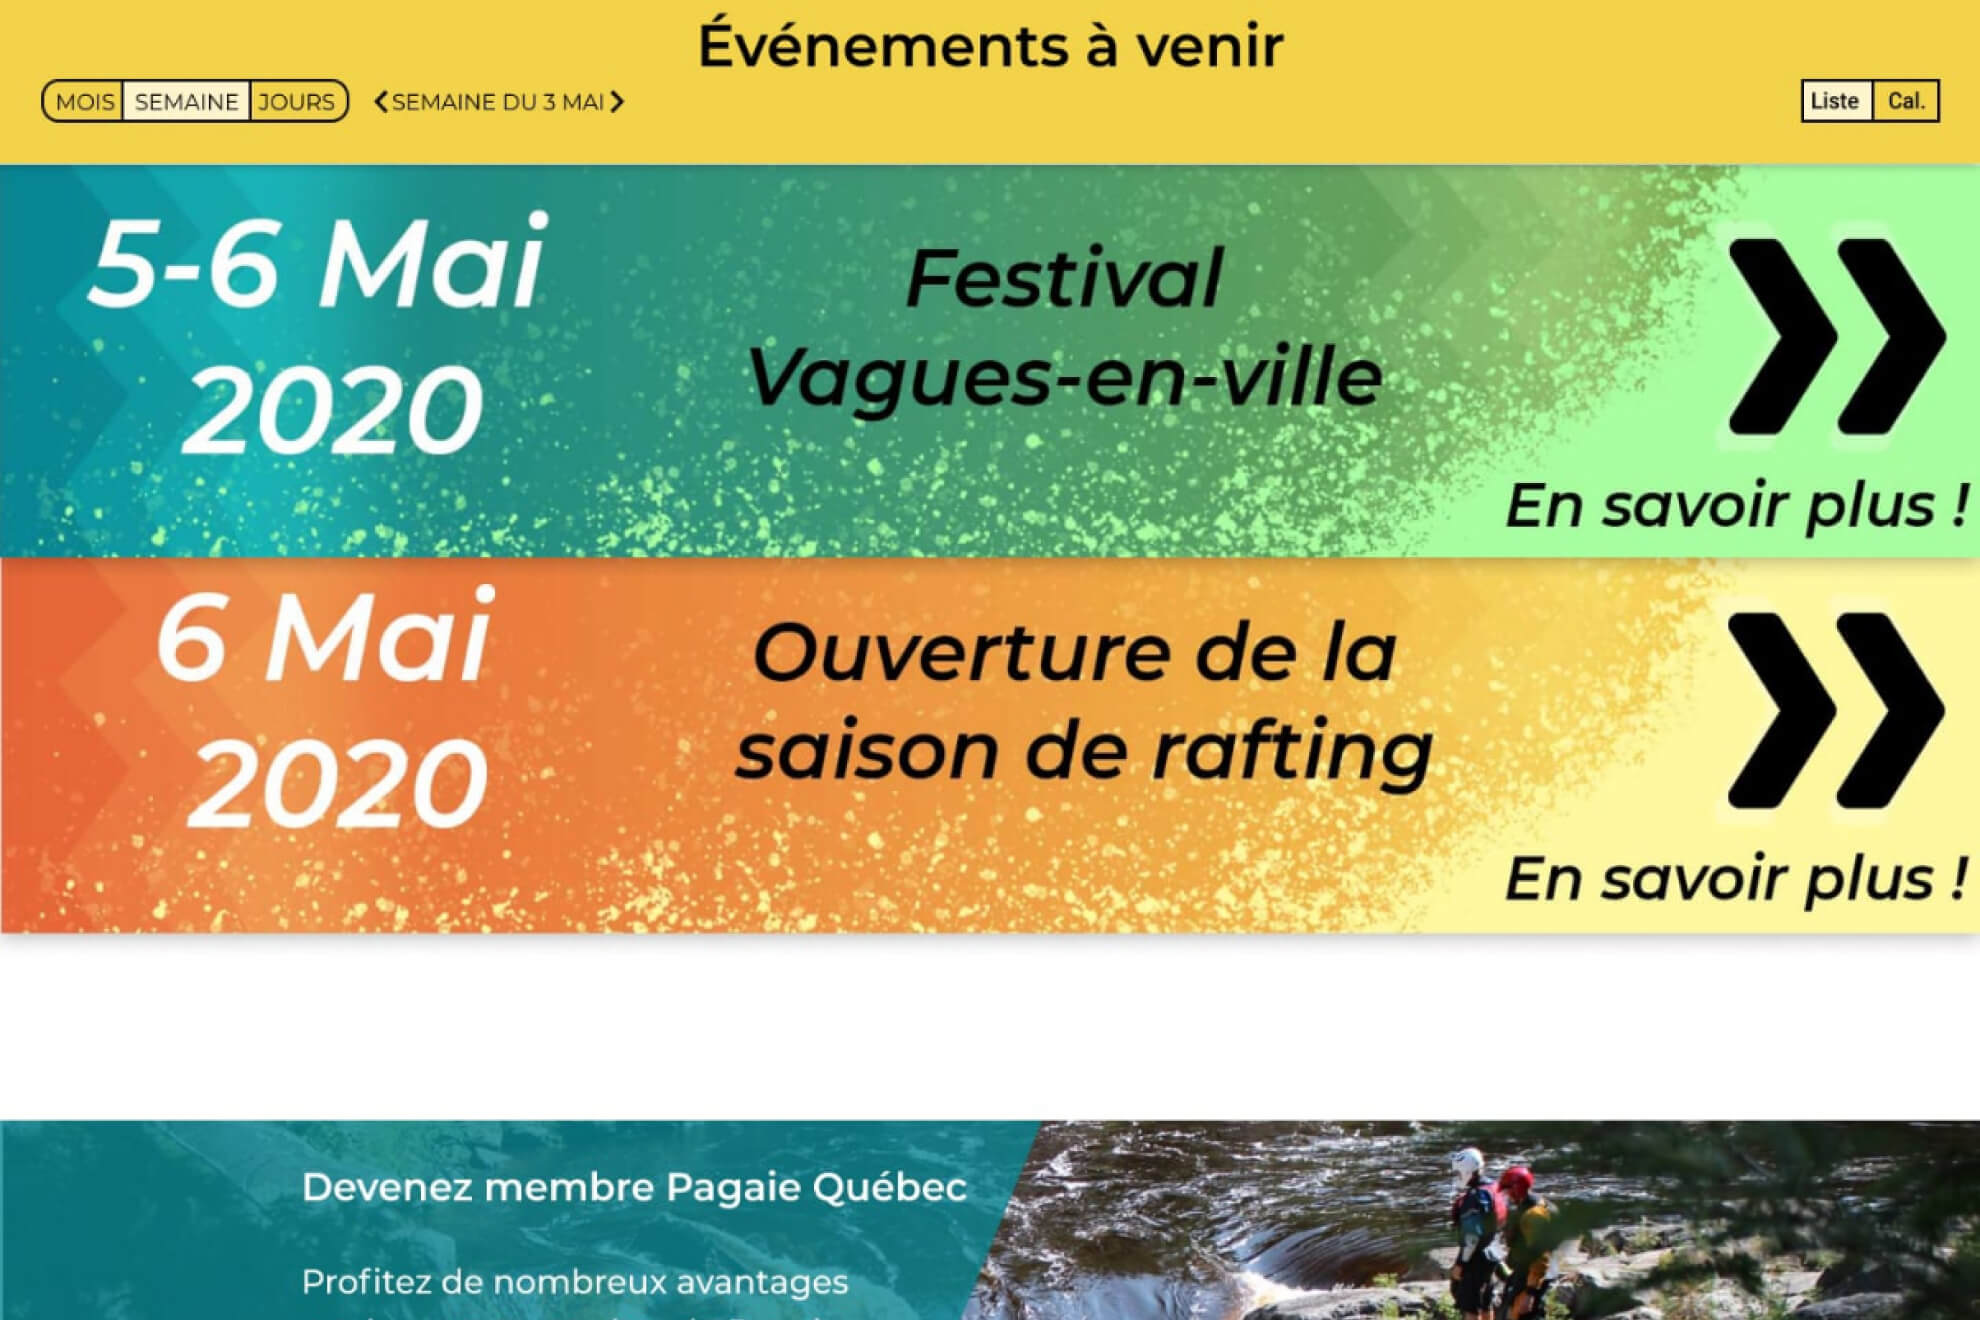 Événements à venir
MOIS SEMAINE JOURS SEMAINE DU 3 MAI Liste Cal.
5-6 Mai
2020
Festival
Vagues-en-ville
En savoir plus !
6 Mai
2020
Ouverture de la
saison de rafting
En savoir plus !
Devenez membre Pagaie Québec
Profitez de nombreux avantages